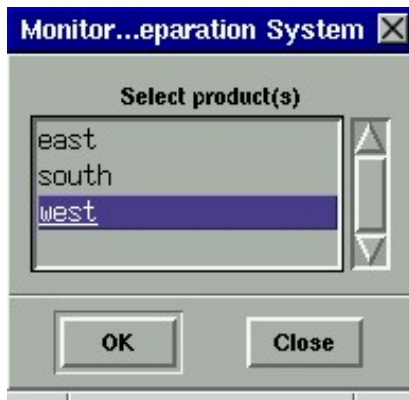 Monitor...eparation System
Select product(s)
east
south
west
OK Close